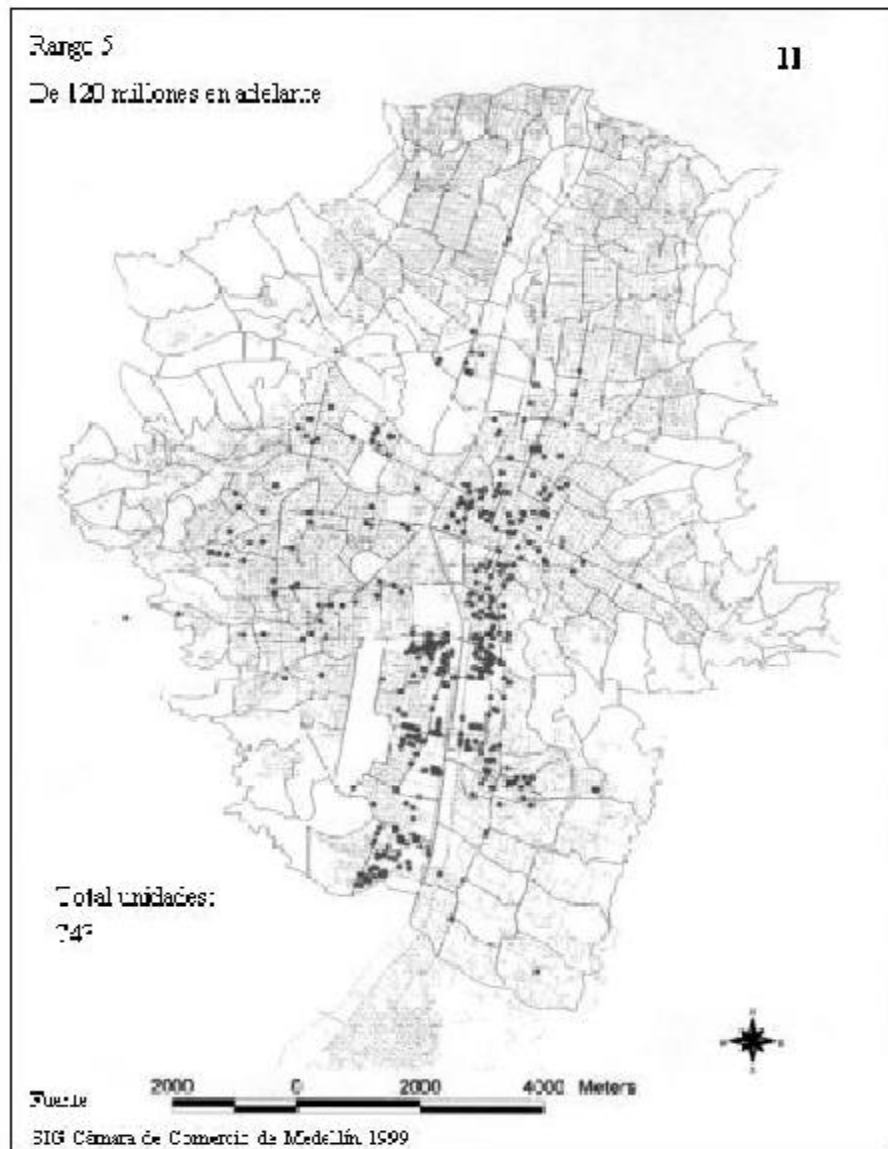 Rango 5
11
De 120 millones en adelante
Total unidades:
2000 0 2000 4000 Meters
Fuente
SIG Cámara de Comercio de Medellín 1999